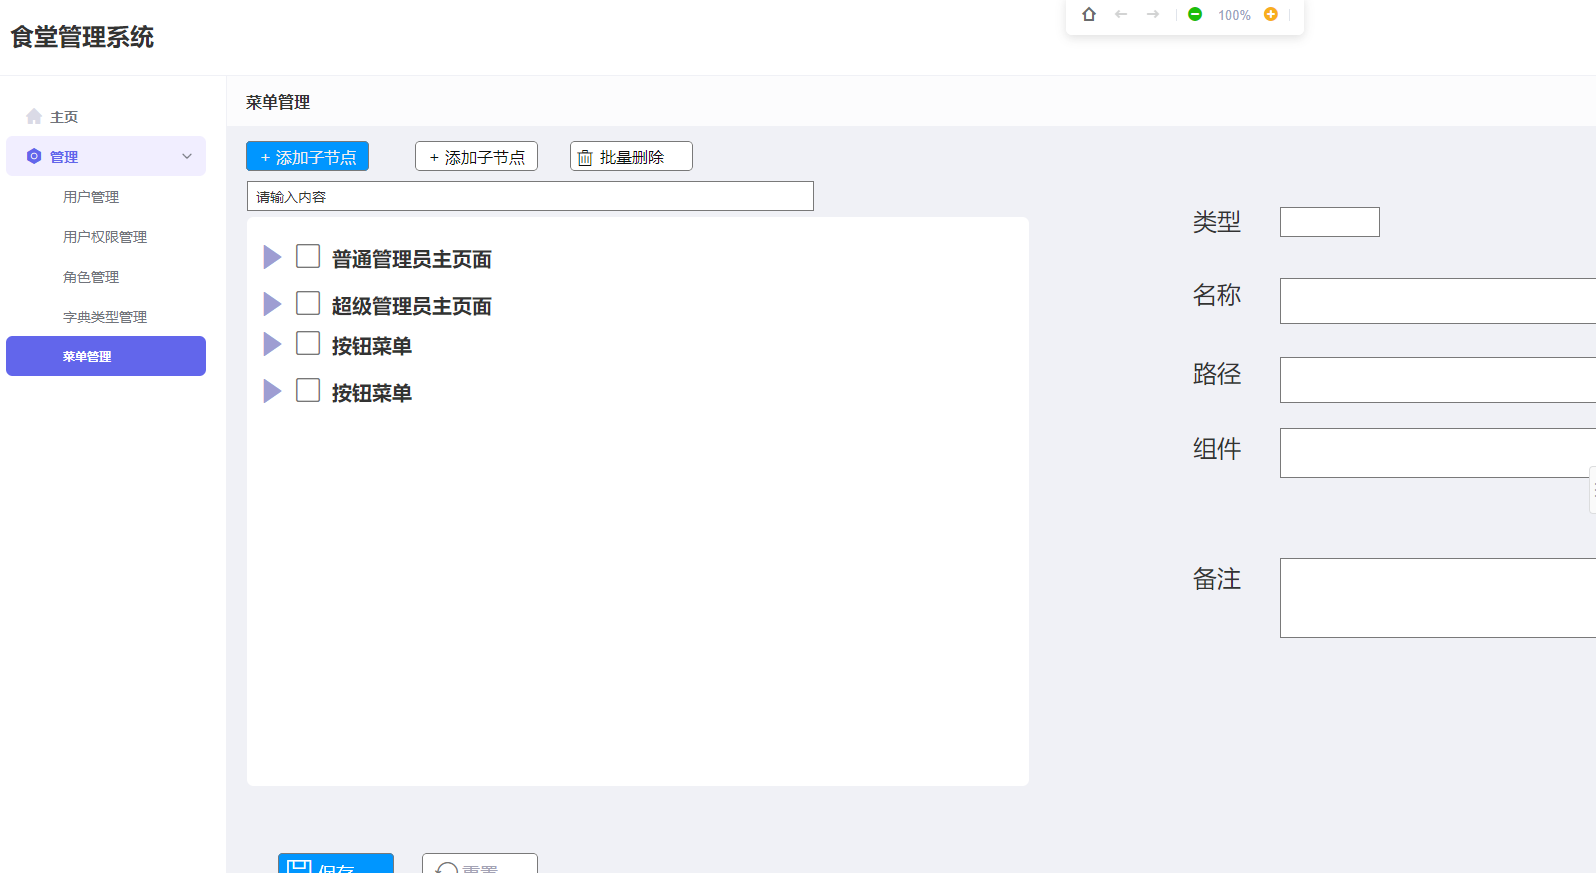 食堂管理系统
100%
主页
管理
用户管理
用户权限管理
角色管理
字典类型管理
菜单管理
菜单管理
+ 添加子节点
+ 添加子节点
批量删除
请输入内容
普通管理员主页面
超级管理员主页面
按钮菜单
按钮菜单
类型
名称
路径
组件
备注
保存
重置